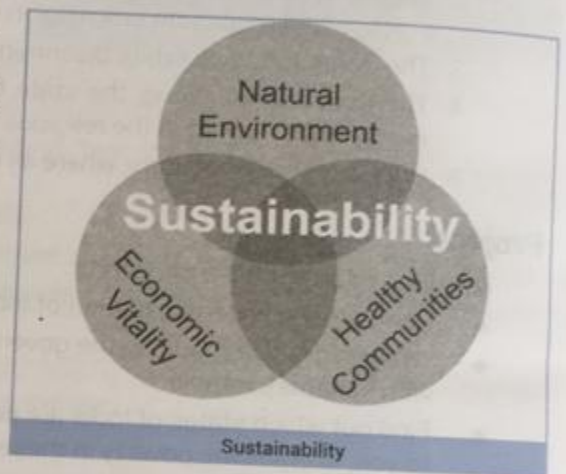 Natural
Environment
Sustainability
Economic
Vitality
Healthy
Communities
Sustainability